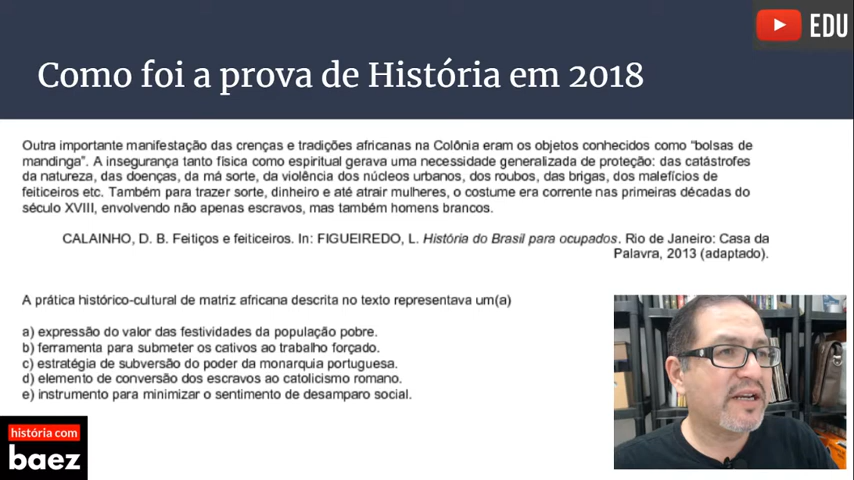 EDU
Como foi a prova de História em 2018
Outra importante manifestação das crenças e tradições africanas na Colônia eram os objetos conhecidos como “bolsas de
mandinga”. A insegurança tanto física como espiritual gerava uma necessidade generalizada de proteção: das catástrofes
da natureza, das doenças, da má sorte, da violência dos núcleos urbanos, dos roubos, das brigas, dos malefícios de
feiticeiros etc. Também para trazer sorte, dinheiro e até atrair mulheres, o costume era corrente nas primeiras décadas do
século XVIII, envolvendo não apenas escravos, mas também homens brancos.
CALAINHO, D. B. Feitiços e feiticeiros. In: FIGUEIREDO, L. História do Brasil para ocupados. Rio de Janeiro: Casa da
Palavra, 2013 (adaptado).
A prática histórico-cultural de matriz africana descrita no texto representava um(a)
a) expressão do valor das festividades da população pobre.
b) ferramenta para submeter os cativos ao trabalho forçado.
c) estratégia de subversão do poder da monarquia portuguesa.
d) elemento de conversão dos escravos ao catolicismo romano.
e) instrumento para minimizar o sentimento de desamparo social.
história com
baez